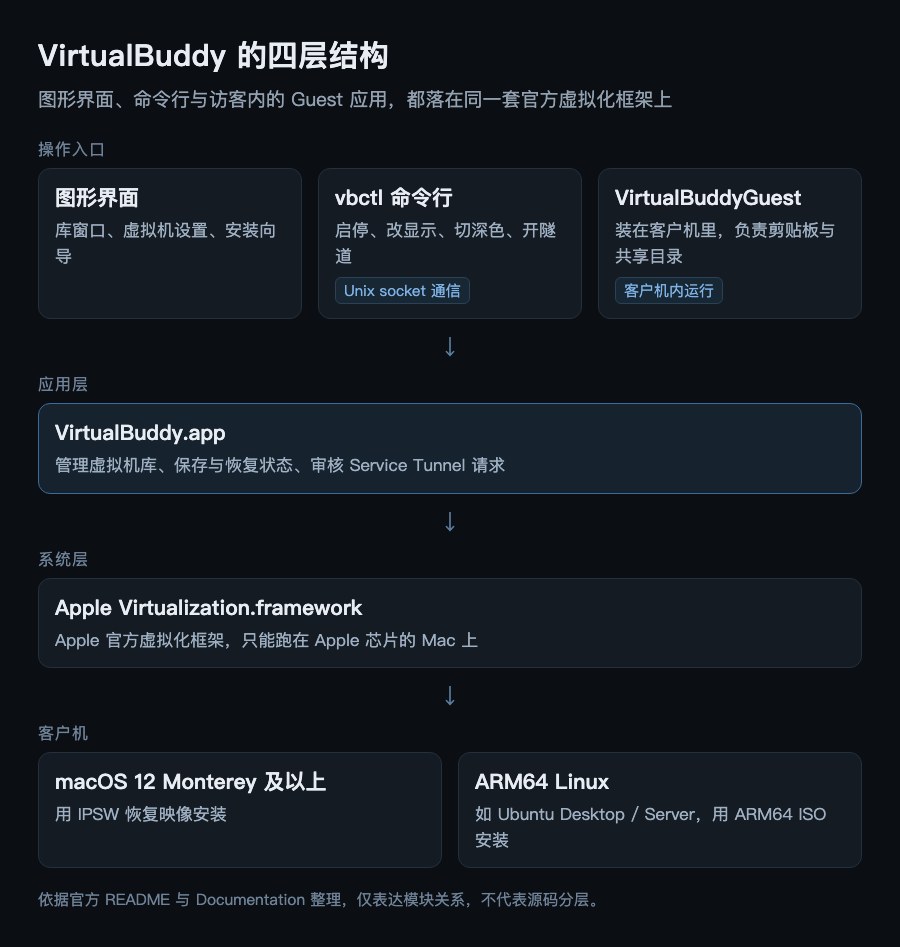 VirtualBuddy 的四层结构
图形界面、命令行与访客内的 Guest 应用，都落在同一套官方虚拟化框架上
操作入口
图形界面
库窗口、虚拟机设置、安装向
导
vbctl 命令行
启停、改显示、切深色、开隧
道
Unix socket 通信
VirtualBuddyGuest
装在客户机里，负责剪贴板与
共享目录
客户机内运行
↓
应用层
VirtualBuddy.app
管理虚拟机库、保存与恢复状态、审核 Service Tunnel 请求
↓
系统层
Apple Virtualization.framework
Apple 官方虚拟化框架，只能跑在 Apple 芯片的 Mac 上
↓
客户机
macOS 12 Monterey 及以上
用 IPSW 恢复映像安装
ARM64 Linux
如 Ubuntu Desktop / Server，用 ARM64 ISO
安装
依据官方 README 与 Documentation 整理，仅表达模块关系，不代表源码分层。